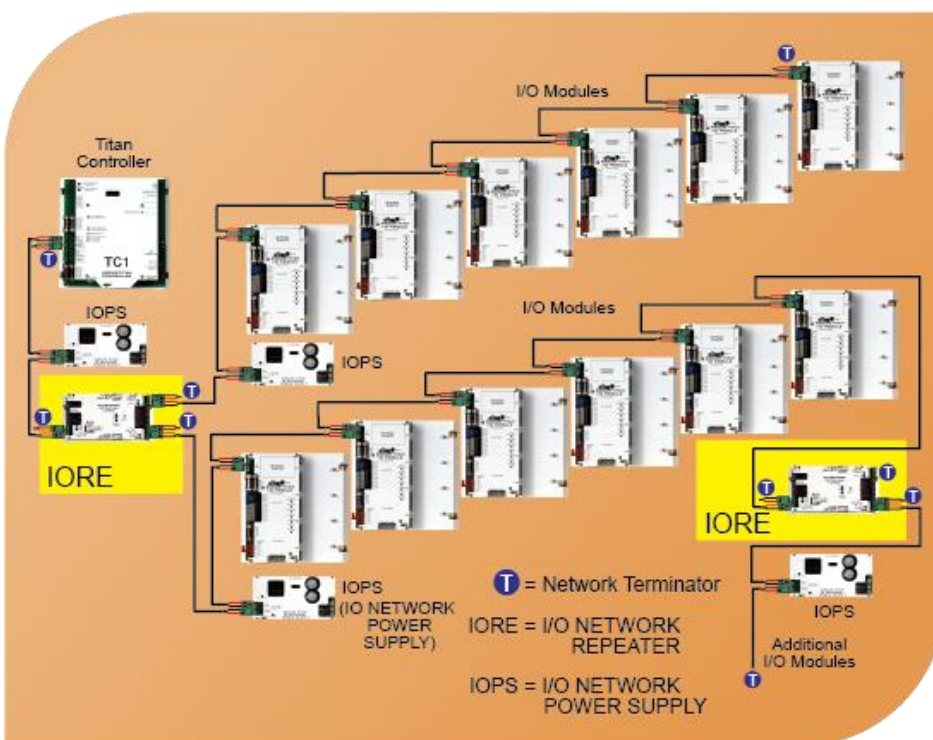 T
I/O Modules
Titan
Controller
TC1
T
IOPS
IOPS
T
T
T
IORE
I/O Modules
T
T
T
IORE
IOPS
(IO NETWORK
POWER
SUPPLY)
T = Network Terminator
IORE = I/O NETWORK
REPEATER
IOPS = I/O NETWORK
POWER SUPPLY
IOPS
Additional
I/O Modules
T